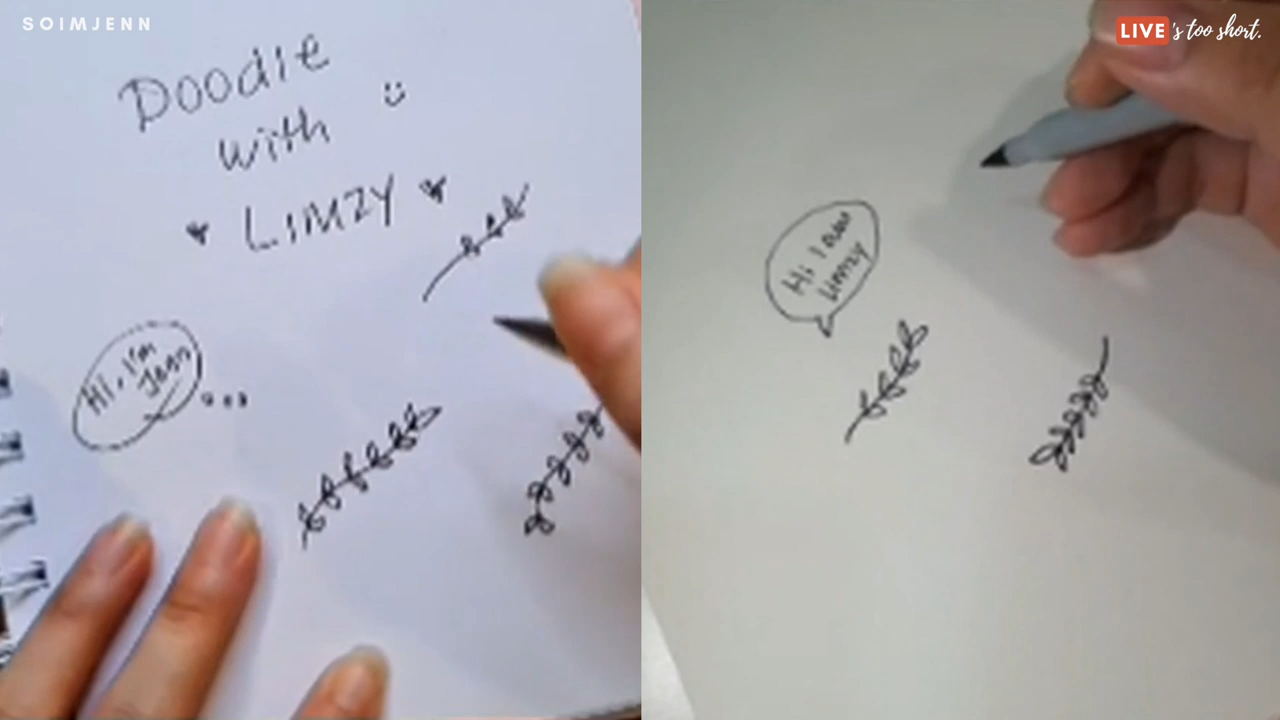 SOIMJENN
LIVE's too short.
Doodle
with
LIMZY
Hi, I'm
Jenn
Hi I am
Limzy